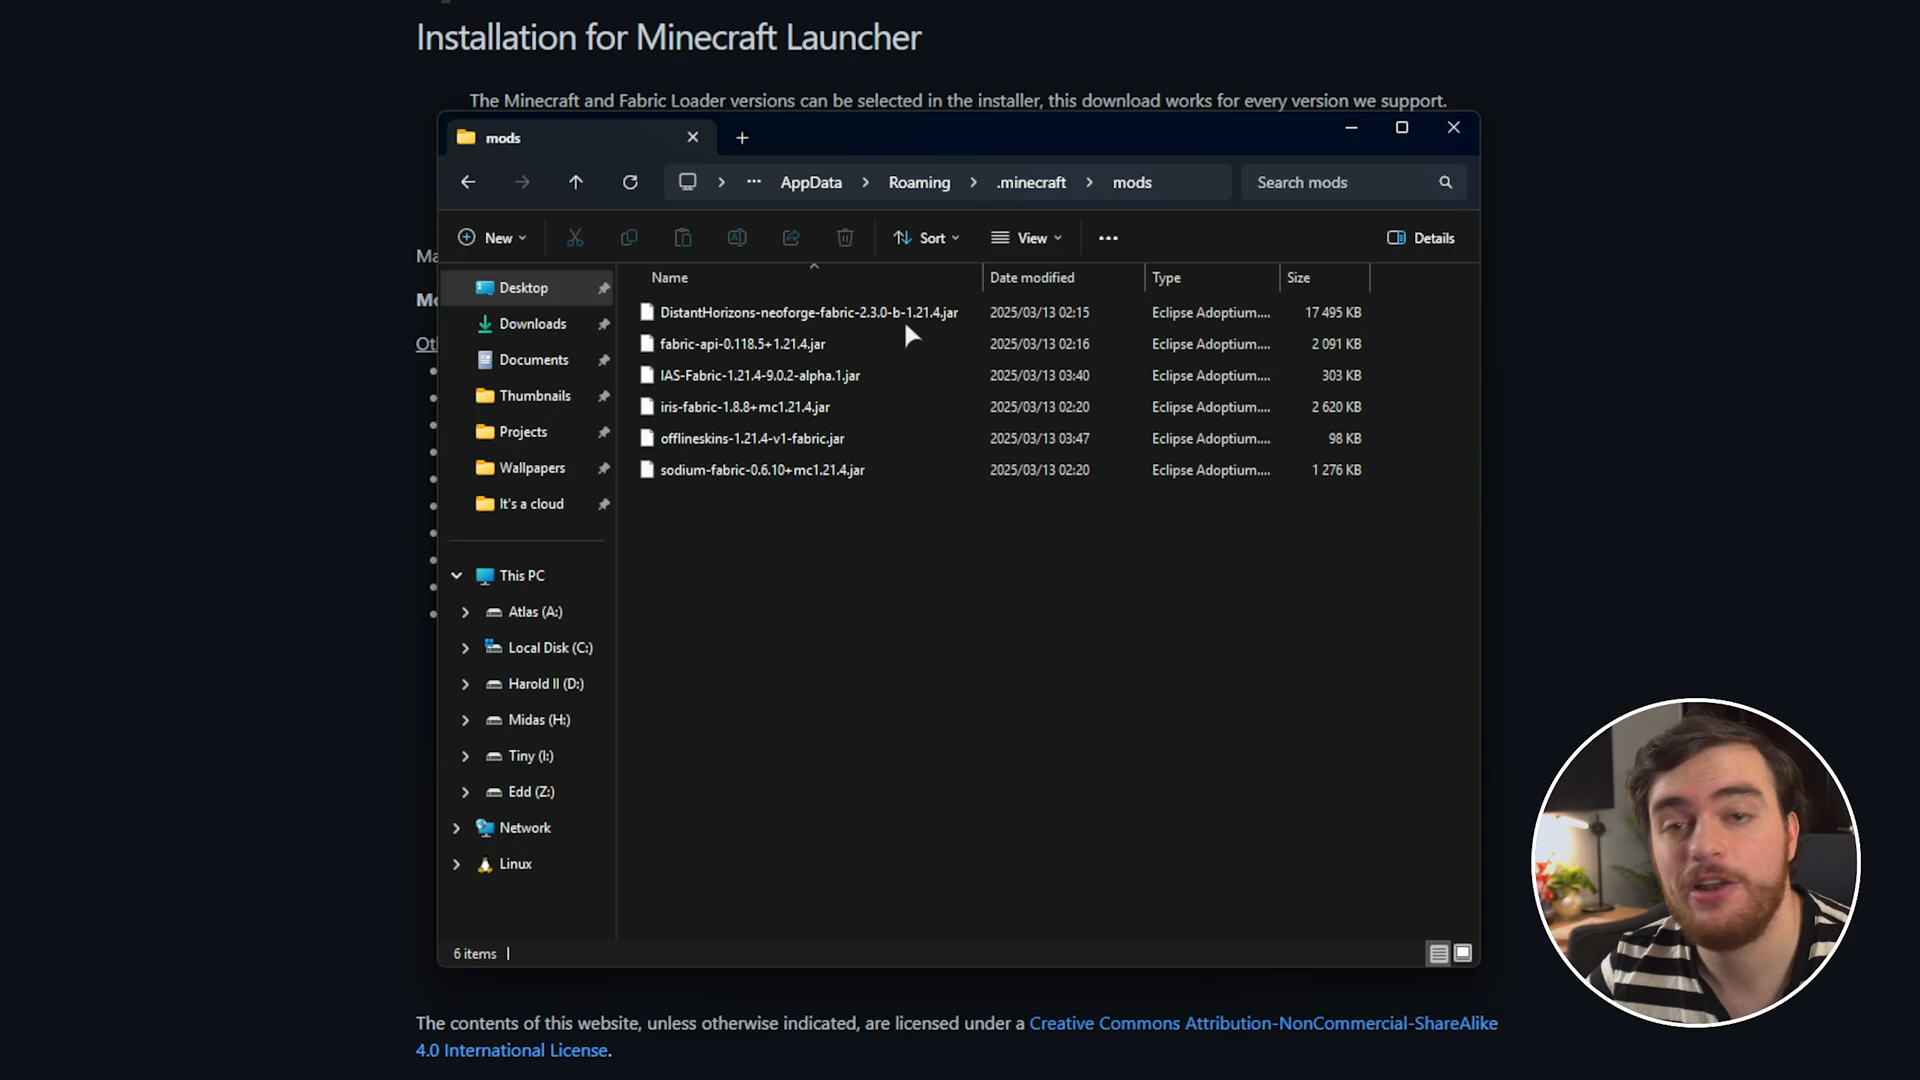 Installation for Minecraft Launcher
The Minecraft and Fabric Loader versions can be selected in the installer, this download works for every version we support.
mods
AppData > Roaming > .minecraft > mods
Search mods
New
Sort
View
Details
Ma
Mo
Ot
Name Date modified Type Size
DistantHorizons-neoforge-fabric-2.3.0-b-1.21.4.jar 2025/03/13 02:15 Eclipse Adoptium.... 17 495 KB
fabric-api-0.118.5+1.21.4.jar 2025/03/13 02:16 Eclipse Adoptium.... 2 091 KB
IAS-Fabric-1.21.4-9.0.2-alpha.1.jar 2025/03/13 03:40 Eclipse Adoptium.... 303 KB
iris-fabric-1.8.8+mc1.21.4.jar 2025/03/13 02:20 Eclipse Adoptium.... 2 620 KB
offlineskins-1.21.4-v1-fabric.jar 2025/03/13 03:47 Eclipse Adoptium.... 98 KB
sodium-fabric-0.6.10+mc1.21.4.jar 2025/03/13 02:20 Eclipse Adoptium.... 1 276 KB
Desktop
Downloads
Documents
Thumbnails
Projects
Wallpapers
It's a cloud
This PC
Atlas (A:)
Local Disk (C:)
Harold II (D:)
Midas (H:)
Tiny (I:)
Edd (Z:)
Network
Linux
6 items
The contents of this website, unless otherwise indicated, are licensed under a Creative Commons Attribution-NonCommercial-ShareAlike
4.0 International License.